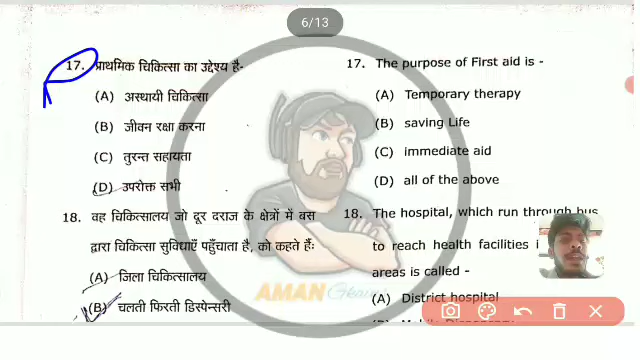 6/13
17. प्राथमिक चिकित्सा का उद्देश्य है-
(A) अस्थायी चिकित्सा
(B) जीवन रक्षा करना
(C) तुरन्त सहायता
(D) उपरोक्त सभी
18. वह चिकित्सालय जो दूर दराज के क्षेत्रों में बस
द्वारा चिकित्सा सुविधाएँ पहुँचाता है, को कहते हैं:
(A) जिला चिकित्सालय
(B) चलती फिरती डिस्पेन्सरी
17. The purpose of First aid is -
(A) Temporary therapy
(B) saving Life
(C) immediate aid
(D) all of the above
18. The hospital, which run through bus
to reach health facilities i
areas is called -
(A) District hospital
AMAN